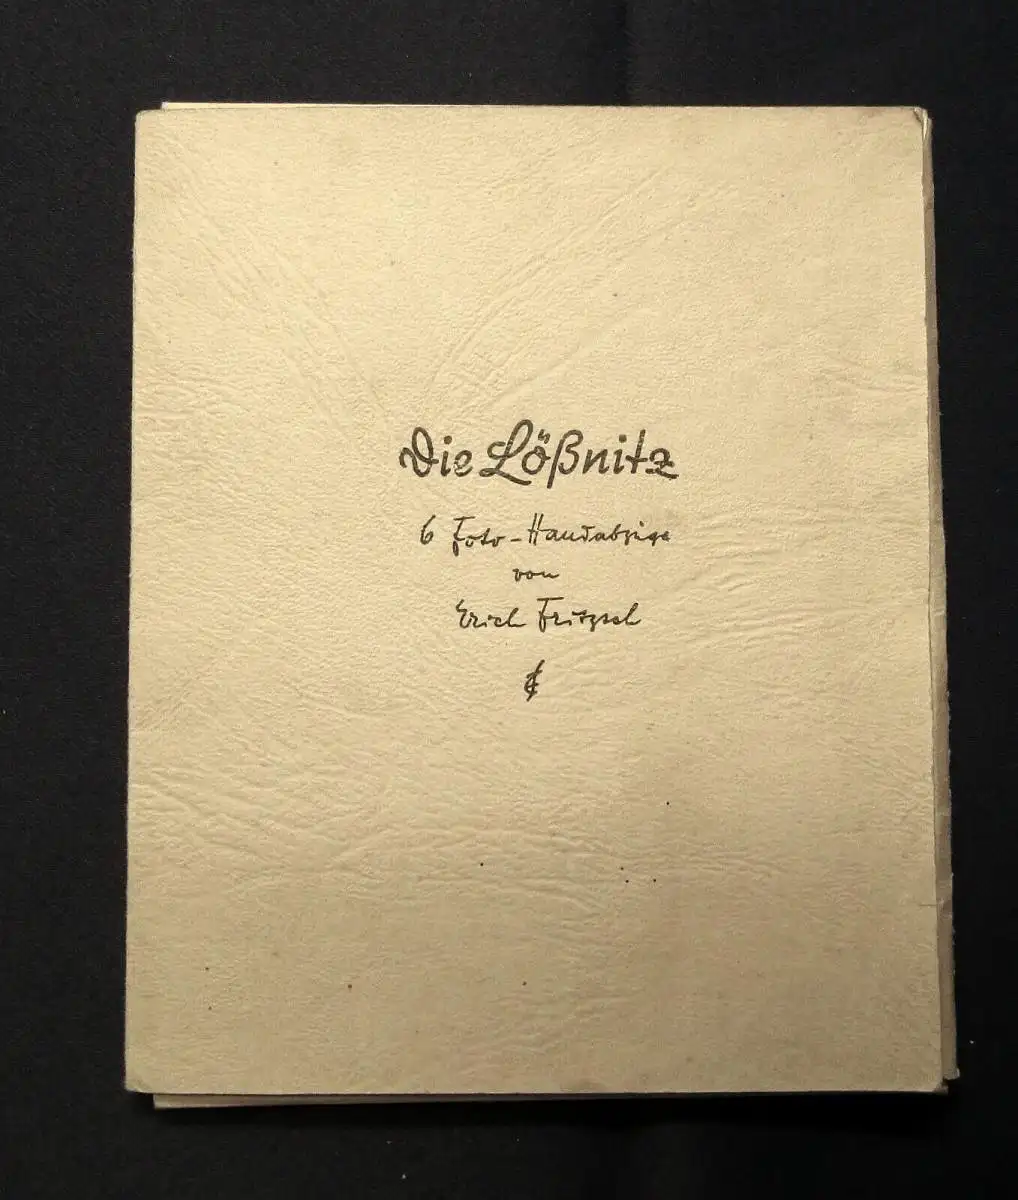 Die Lößnitz
6 Foto-Handabzüge
von
Erich Fritzsch